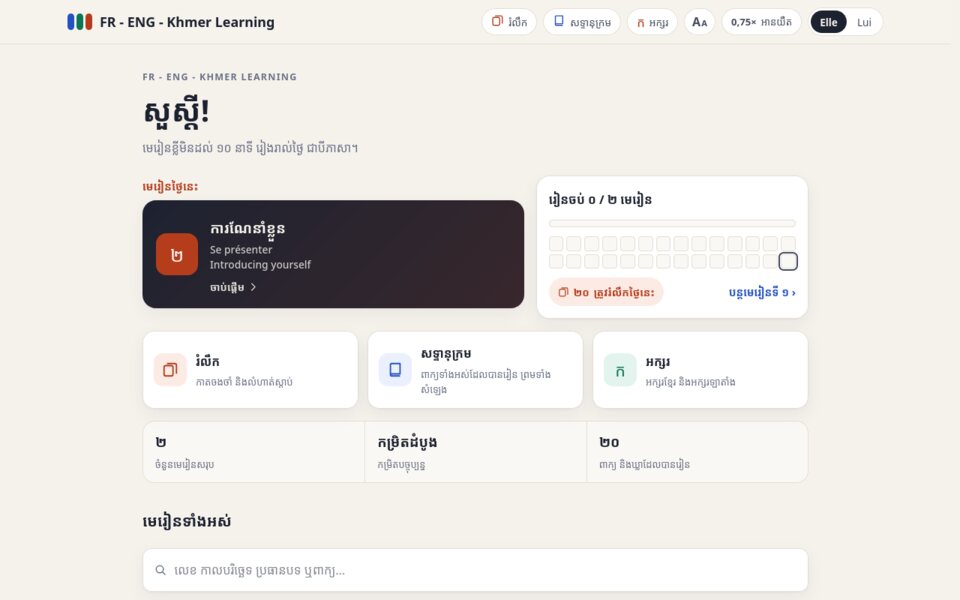 FR - ENG - Khmer Learning
រំលឹក
សទ្ទានុក្រម
ក អក្សរ
AA
0,75× អានយឺត
Elle
Lui
FR - ENG - KHMER LEARNING
សួស្តី!
មេរៀនខ្លីមិនដល់ ១០ នាទី រៀងរាល់ថ្ងៃ ជាបីភាសា។
មេរៀនថ្ងៃនេះ
២
ការណែនាំខ្លួន
Se présenter
Introducing yourself
ចាប់ផ្តើម
រៀនចប់ ០ / ២ មេរៀន
២០ ត្រូវរំលឹកថ្ងៃនេះ
បន្តមេរៀនទី ១ ›
រំលឹក
កាតចងចាំ និងលំហាត់ស្តាប់
សទ្ទានុក្រម
ពាក្យទាំងអស់ដែលបានរៀន ព្រមទាំង
សំឡេង
ក
អក្សរ
អក្សរខ្មែរ និងអក្សរឡាតាំង
២
ចំនួនមេរៀនសរុប
កម្រិតដំបូង
កម្រិតបច្ចុប្បន្ន
២០
ពាក្យ និងឃ្លាដែលបានរៀន
មេរៀនទាំងអស់
លេខ កាលបរិច្ឆេទ ប្រធានបទ ឬពាក្យ...